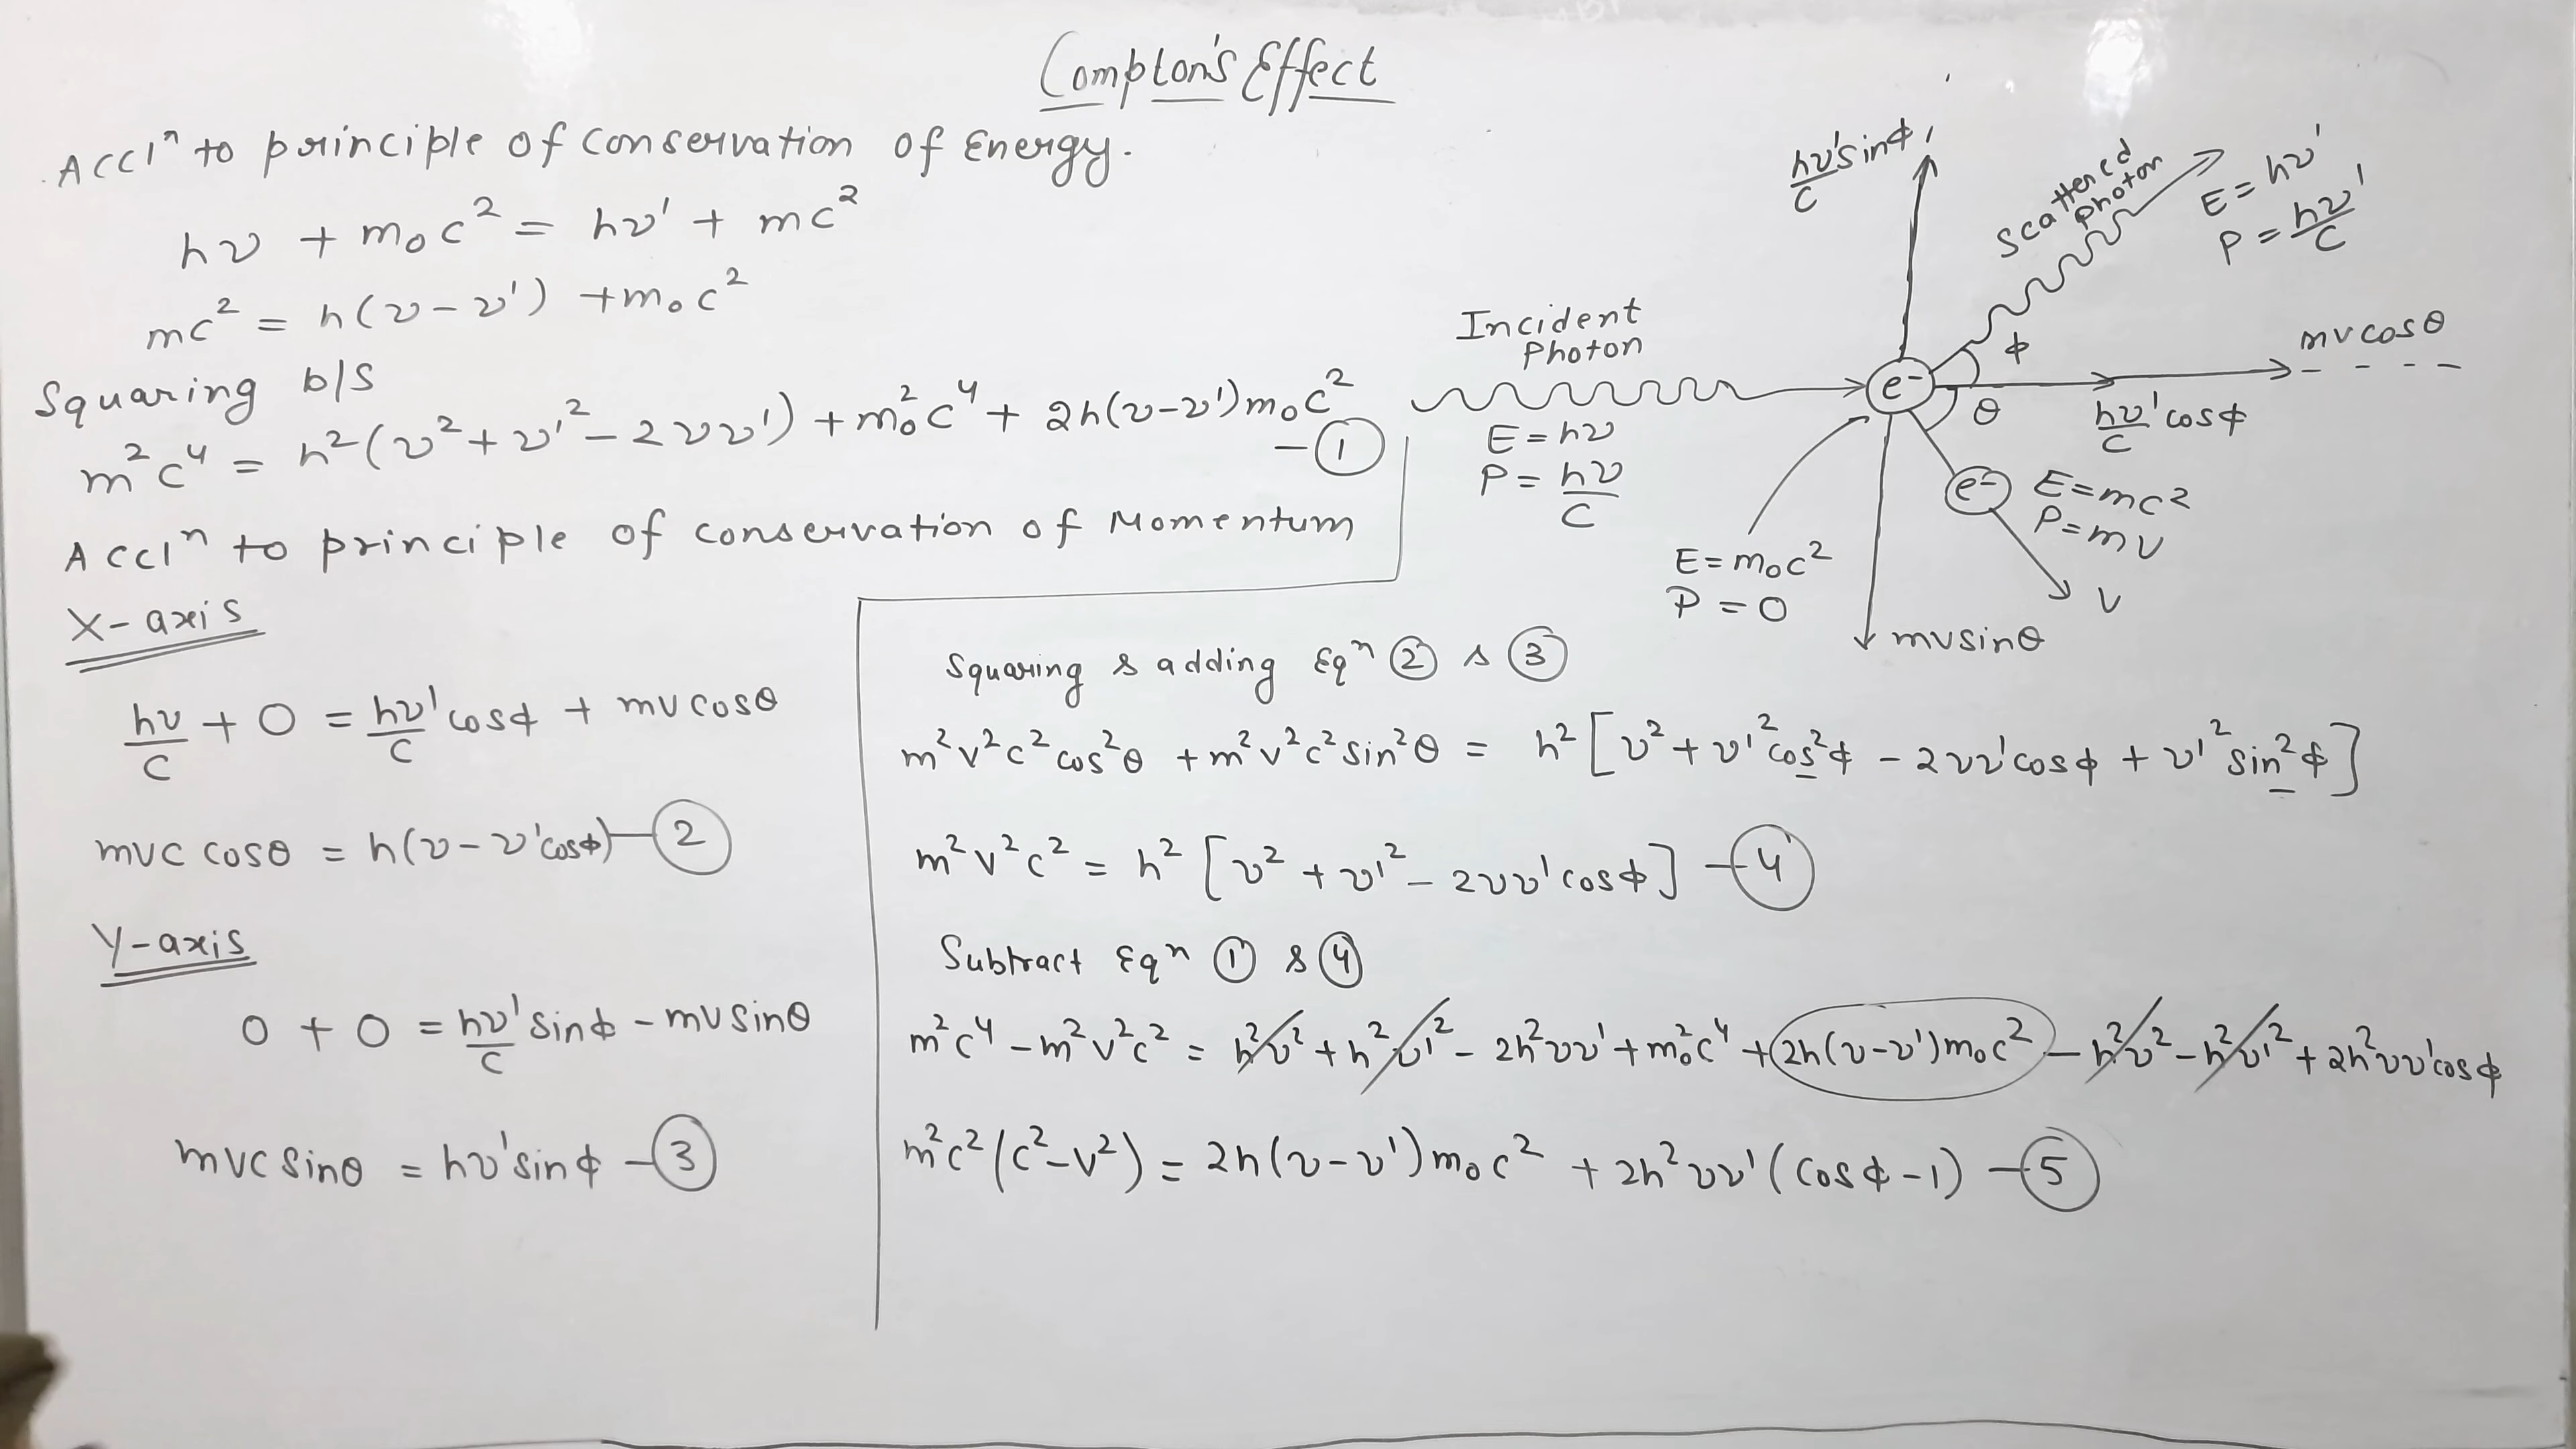 Compton's Effect
Acclⁿ to principle of conservation of Energy.
hν + m₀c² = hν' + mc²
mc² = h(ν-ν') + m₀c²
Squaring b/s
m²c⁴ = h²(ν² + ν'² - 2νν') + m₀²c⁴ + 2h(ν-ν')m₀c² - ①
Acclⁿ to principle of conservation of Momentum
X-axis
hν/c + 0 = hν'/c cosϕ + mv cosθ
mvc cosθ = h(ν - ν'cosϕ) - ②
Y-axis
0 + 0 = hν'/c sinϕ - mv sinθ
mvc sinθ = hν' sinϕ - ③
hν'/c sinϕ
Scattered
Photon
E = hν'
P = hν'/c
Incident
Photon
E = hν
P = hν/c
e-
ϕ
θ
mv cosθ
hν'/c cosϕ
e-
E = mc²
P = mv
v
E = m₀c²
P = 0
mv sinθ
Squaring & adding Eqⁿ ② & ③
m²v²c² cos²θ + m²v²c² sin²θ = h² [ν² + ν'² cos²ϕ - 2νν' cosϕ + ν'² sin²ϕ]
m²v²c² = h² [ν² + ν'² - 2νν' cosϕ] - ④
Subtract Eqⁿ ① & ④
m²c⁴ - m²v²c² = h²ν² + h²ν'² - 2h²νν' + m₀²c⁴ + 2h(ν-ν')m₀c² - h²ν² - h²ν'² + 2h²νν' cosϕ
m²c²(c²-v²) = 2h(ν-ν')m₀c² + 2h²νν'(cosϕ-1) - ⑤